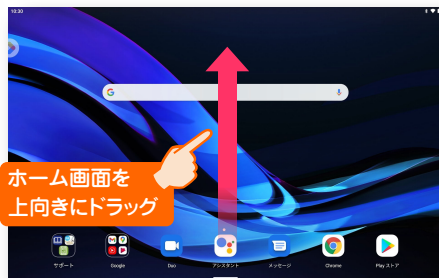 10:30
ホーム画面を
上向きにドラッグ
サポート
Google
Duo
アシスタント
メッセージ
Chrome
Play ストア